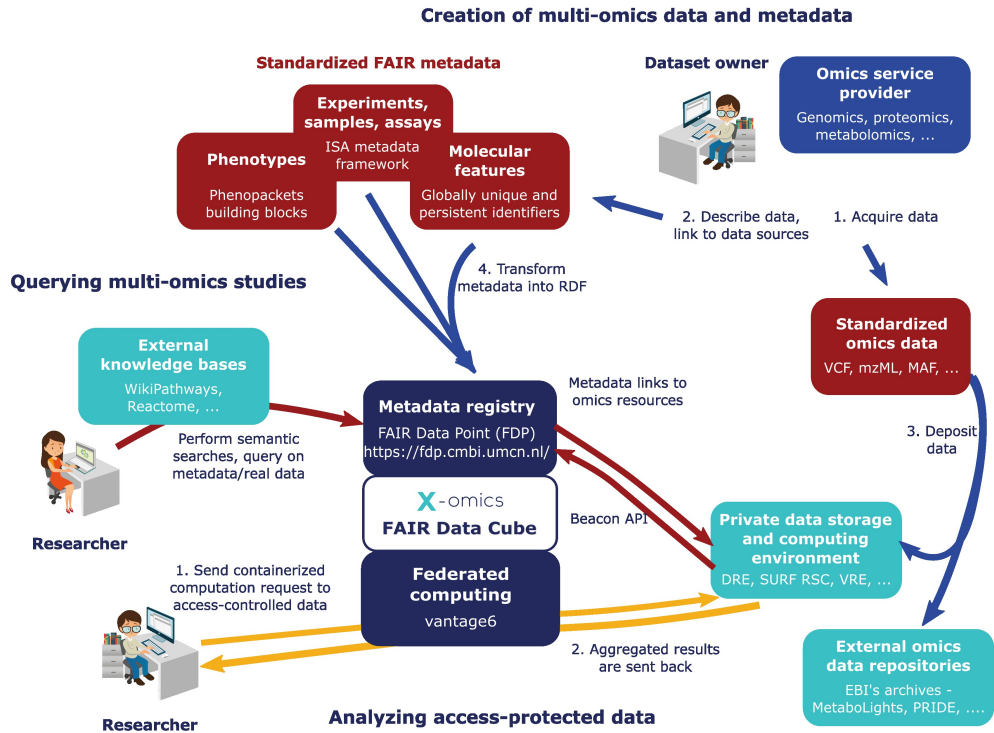 Creation of multi-omics data and metadata
Standardized FAIR metadata
Experiments,
samples, assays
ISA metadata
framework
Phenotypes
Phenopackets
building blocks
Molecular
features
Globally unique and
persistent identifiers
Dataset owner
Omics service
provider
Genomics, proteomics,
metabolomics, ...
2. Describe data,
link to data sources
1. Acquire data
4. Transform
metadata into RDF
Querying multi-omics studies
External
knowledge bases
WikiPathways,
Reactome, ...
Standardized
omics data
VCF, mzML, MAF, ...
Metadata registry
FAIR Data Point (FDP)
https://fdp.cmbi.umcn.nl/
Metadata links to
omics resources
3. Deposit
data
Perform semantic
searches, query on
metadata/real data
Researcher
X-omics
FAIR Data Cube
Beacon API
Private data storage
and computing
environment
DRE, SURF RSC, VRE, ...
1. Send containerized
computation request to
access-controlled data
Federated
computing
vantage6
2. Aggregated results
are sent back
External omics
data repositories
EBI's archives -
MetaboLights, PRIDE, ....
Researcher
Analyzing access-protected data